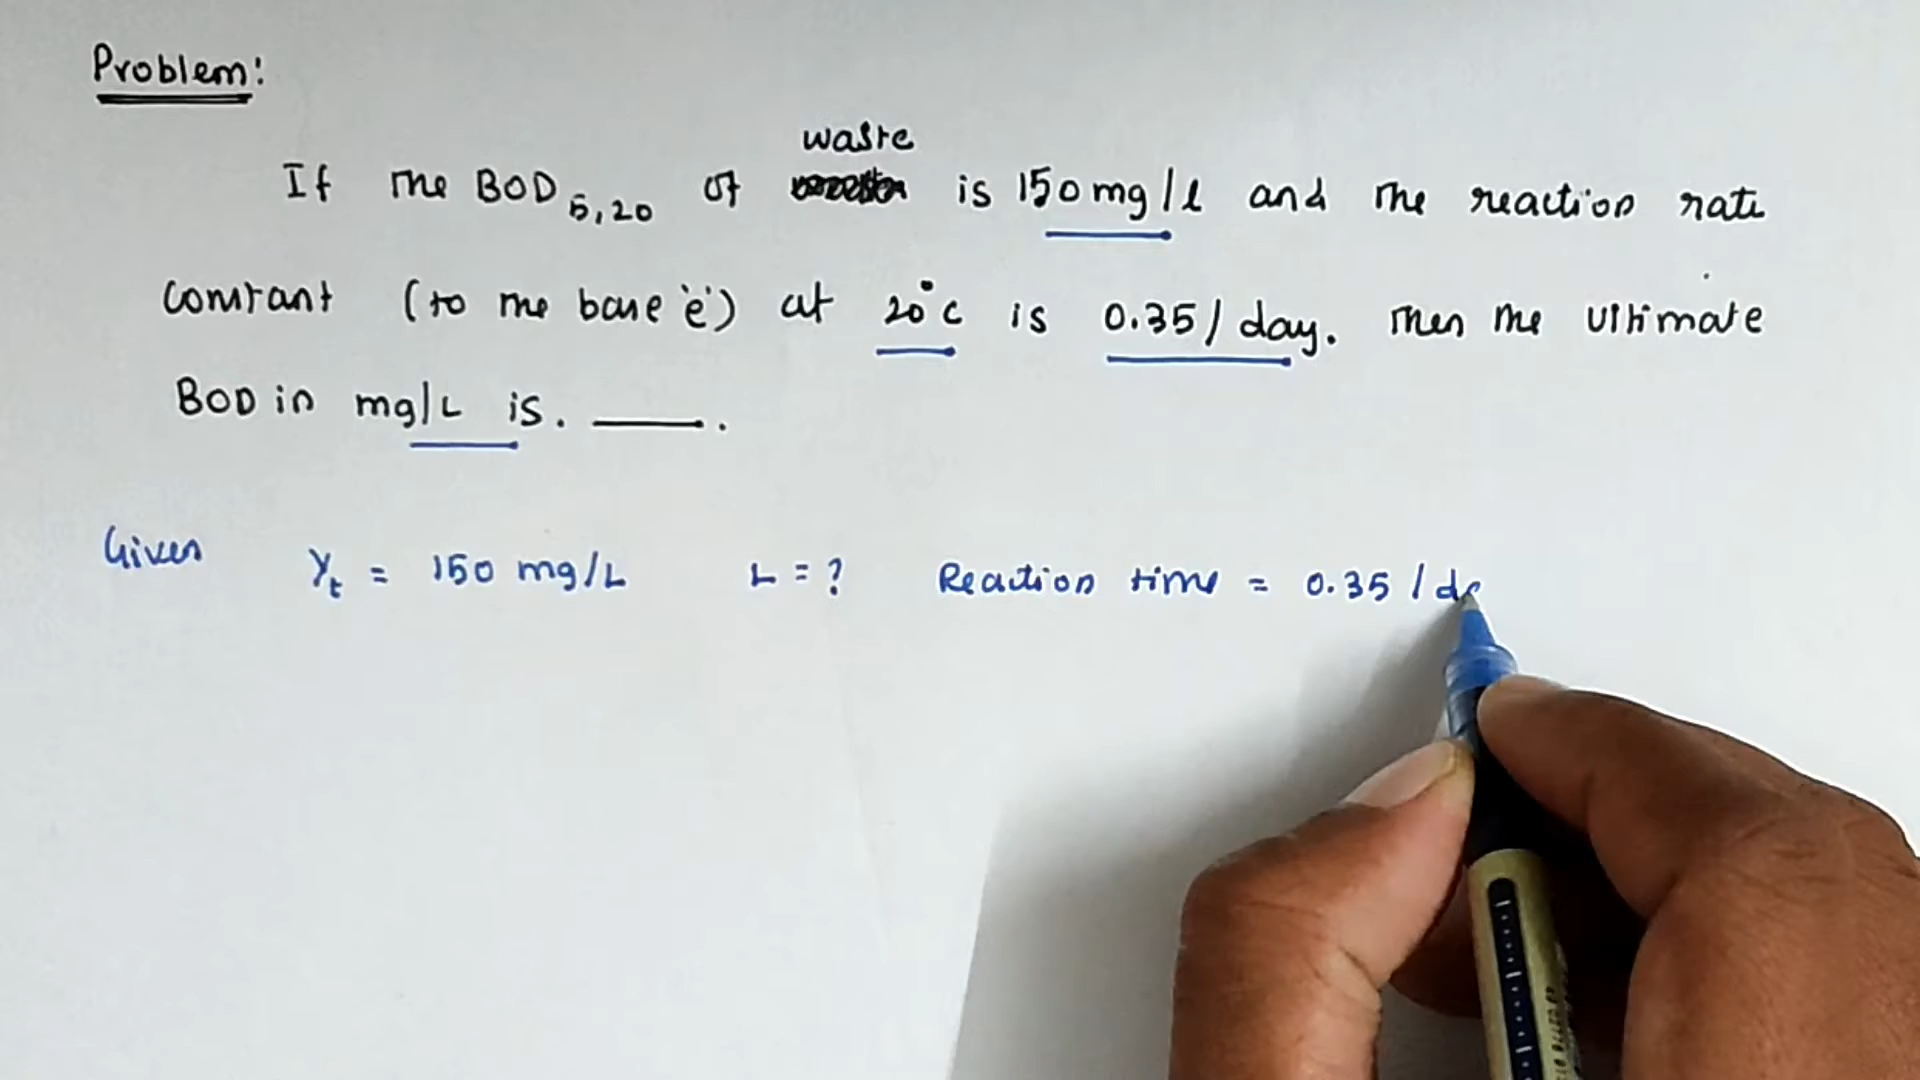 Problem:
waste
If the BOD5,20 of is 150 mg/l and the reaction rate
constant (to the base 'e') at 20°C is 0.35/day. Then the Ultimate
BOD in mg/L is. ____.
Given Yt = 150 mg/L L = ? Reaction time = 0.35 / da